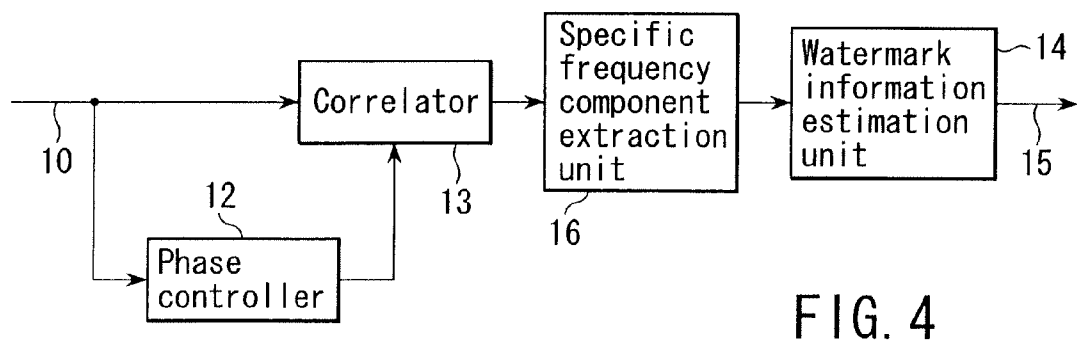 Specific
frequency
component
extraction
unit
Watermark
information
estimation
unit
14
Correlator
10
13
15
12
16
Phase
controller
FIG. 4